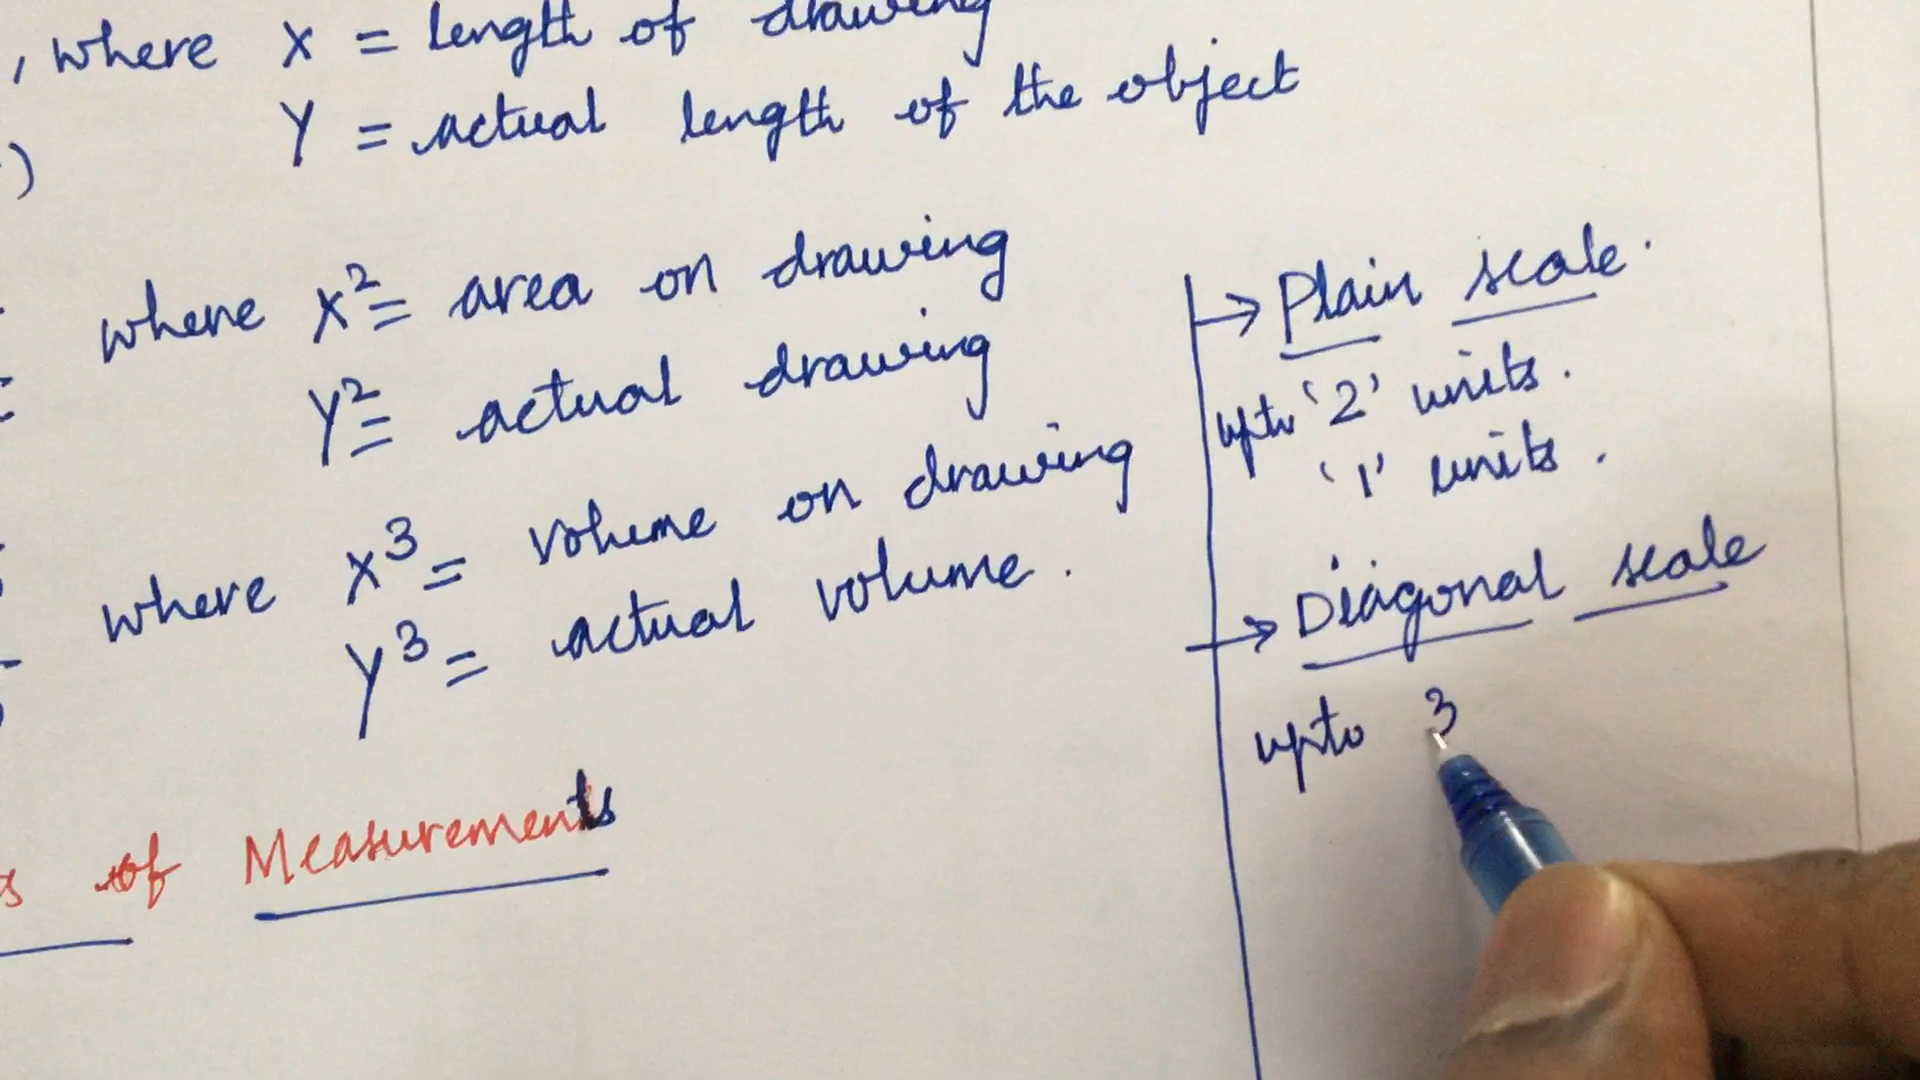 , where x = length of drawing
Y = actual length of the object
)
where x² = area on drawing
Y² = actual drawing
where x³ = volume on drawing
Y³ = actual volume.
of Measurements
→ Plain scale.
upto '2' units.
'1' units.
→ Diagonal scale
upto 3